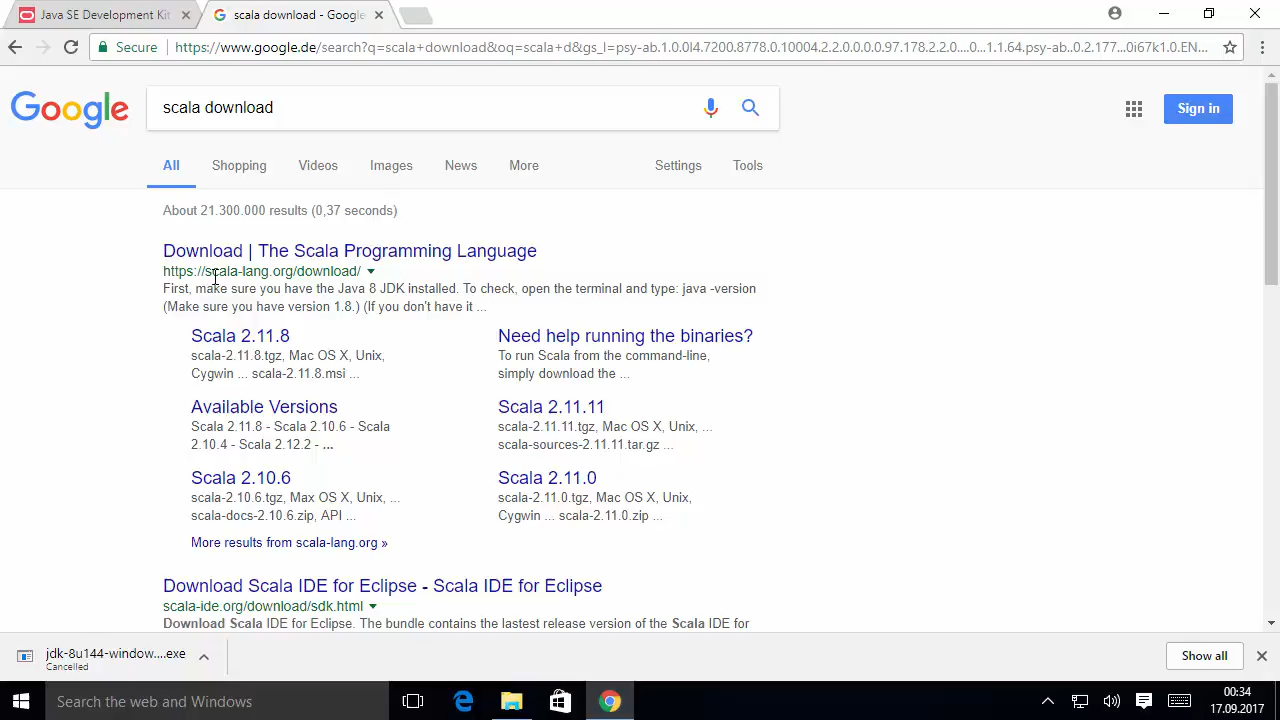 Java SE Development Kit
scala download - Google
Secure
https://www.google.de/search?q=scala+download&oq=scala+d&gs_l=psy-ab.1.0.0l4.7200.8778.0.10004.2.2.0.0.0.0.97.178.2.2.0....0...1.1.64.psy-ab..0.2.177...0i67k1.0.EN...
Google
scala download
Sign in
All Shopping Videos Images News More Settings Tools
About 21.300.000 results (0,37 seconds)
Download | The Scala Programming Language
https://scala-lang.org/download/
First, make sure you have the Java 8 JDK installed. To check, open the terminal and type: java -version
(Make sure you have version 1.8.) (If you don't have it ...
Scala 2.11.8
scala-2.11.8.tgz, Mac OS X, Unix,
Cygwin ... scala-2.11.8.msi ...
Need help running the binaries?
To run Scala from the command-line,
simply download the ...
Available Versions
Scala 2.11.8 - Scala 2.10.6 - Scala
2.10.4 - Scala 2.12.2 - ...
Scala 2.11.11
scala-2.11.11.tgz, Mac OS X, Unix, ...
scala-sources-2.11.11.tar.gz ...
Scala 2.10.6
scala-2.10.6.tgz, Max OS X, Unix, ...
scala-docs-2.10.6.zip, API ...
Scala 2.11.0
scala-2.11.0.tgz, Mac OS X, Unix,
Cygwin ... scala-2.11.0.zip ...
More results from scala-lang.org »
Download Scala IDE for Eclipse - Scala IDE for Eclipse
scala-ide.org/download/sdk.html
Download Scala IDE for Eclipse. The bundle contains the lastest release version of the Scala IDE for
jdk-8u144-window....exe
Cancelled
Show all
Search the web and Windows
00:34
17.09.2017